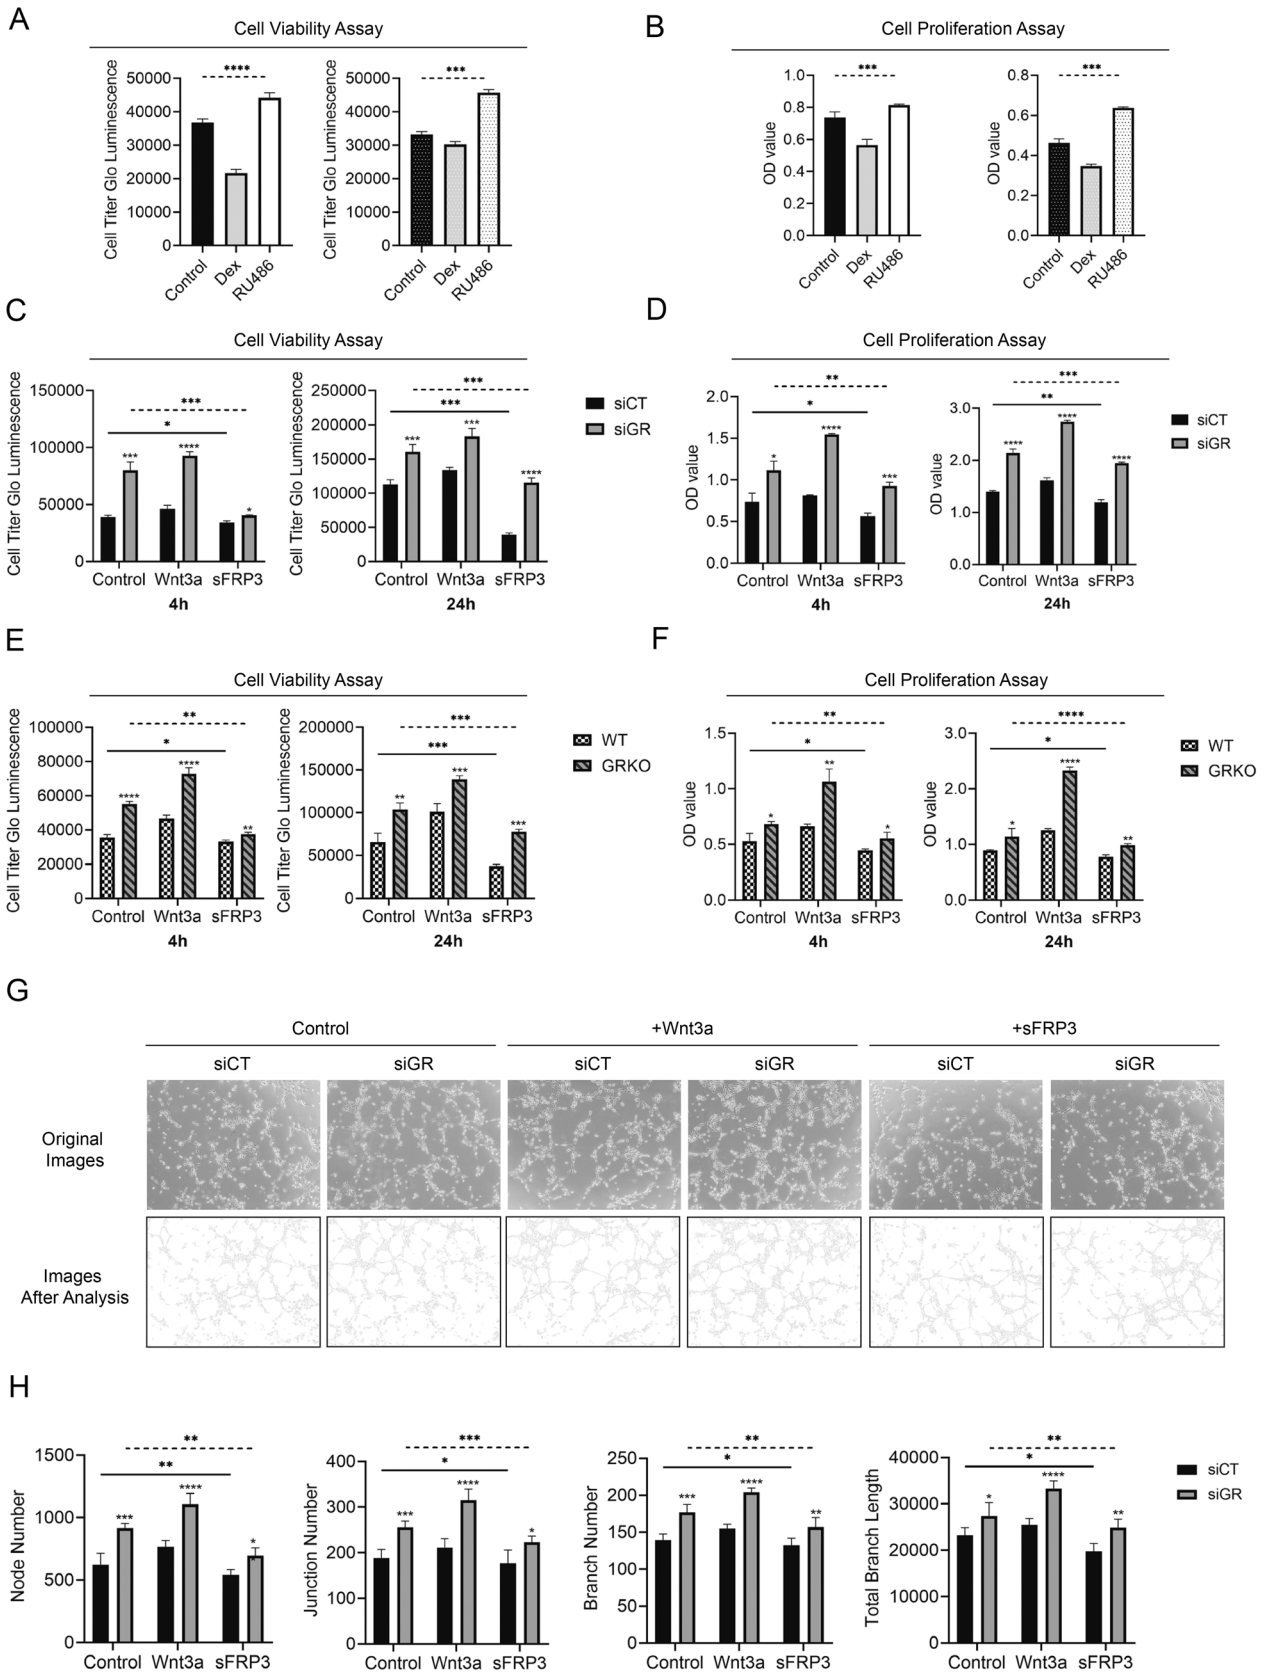 A
Cell Viability Assay
Cell Titer Glo Luminescence
50000
40000
30000
20000
10000
0
****
Control
Dex
RU486
Cell Titer Glo Luminescence
50000
40000
30000
20000
10000
0
***
Control
Dex
RU486
B
Cell Proliferation Assay
OD value
1.0
0.8
0.6
0.4
0.2
0.0
***
Control
Dex
RU486
OD value
0.8
0.6
0.4
0.2
0.0
***
Control
Dex
RU486
C
Cell Viability Assay
Cell Titer Glo Luminescence
150000
100000
50000
0
***
*
***
****
*
Control Wnt3a sFRP3
4h
Cell Titer Glo Luminescence
250000
200000
150000
100000
50000
0
***
***
***
***
****
Control Wnt3a sFRP3
24h
siCT
siGR
D
Cell Proliferation Assay
OD value
2.0
1.5
1.0
0.5
0.0
**
*
*
****
***
Control Wnt3a sFRP3
4h
OD value
3.0
2.0
1.0
0.0
***
**
****
****
****
Control Wnt3a sFRP3
24h
siCT
siGR
E
Cell Viability Assay
Cell Titer Glo Luminescence
100000
80000
60000
40000
20000
0
**
*
****
****
**
Control Wnt3a sFRP3
4h
Cell Titer Glo Luminescence
200000
150000
100000
50000
0
***
***
**
***
***
Control Wnt3a sFRP3
24h
WT
GRKO
F
Cell Proliferation Assay
OD value
1.5
1.0
0.5
0.0
**
*
*
**
*
Control Wnt3a sFRP3
4h
OD value
3.0
2.0
1.0
0.0
****
*
*
****
**
Control Wnt3a sFRP3
24h
WT
GRKO
G
Control +Wnt3a +sFRP3
siCT siGR siCT siGR siCT siGR
Original
Images
Images
After Analysis
H
Node Number
1500
1000
500
0
**
**
***
****
*
Control Wnt3a sFRP3
Junction Number
400
300
200
100
0
***
*
***
****
*
Control Wnt3a sFRP3
Branch Number
250
200
150
100
50
0
**
*
***
****
**
Control Wnt3a sFRP3
Total Branch Length
40000
30000
20000
10000
0
**
*
*
****
**
Control Wnt3a sFRP3
siCT
siGR